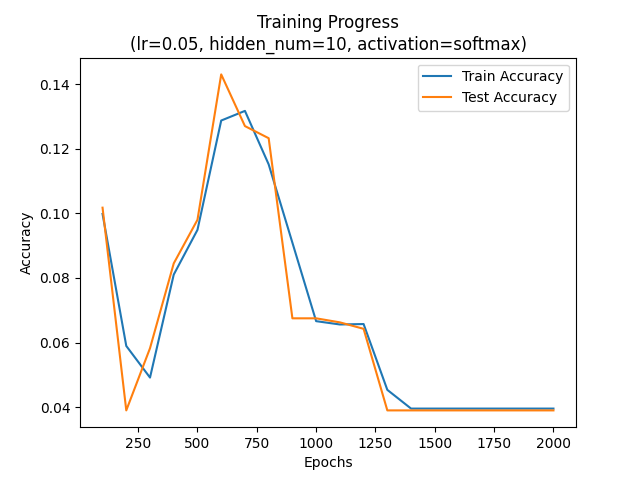 Training Progress
(lr=0.05, hidden_num=10, activation=softmax)
Train Accuracy
Test Accuracy
Accuracy
0.14
0.12
0.10
0.08
0.06
0.04
250 500 750 1000 1250 1500 1750 2000
Epochs